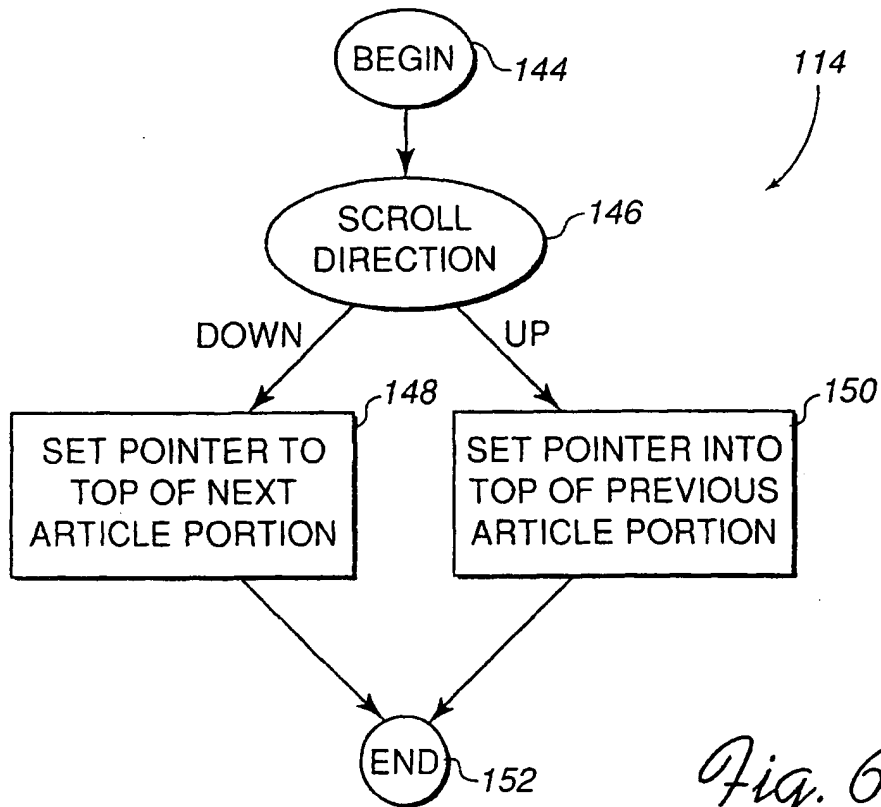 BEGIN
144
114
SCROLL
DIRECTION
146
DOWN
UP
148
150
SET POINTER TO
TOP OF NEXT
ARTICLE PORTION
SET POINTER INTO
TOP OF PREVIOUS
ARTICLE PORTION
END
152
Fig. 6